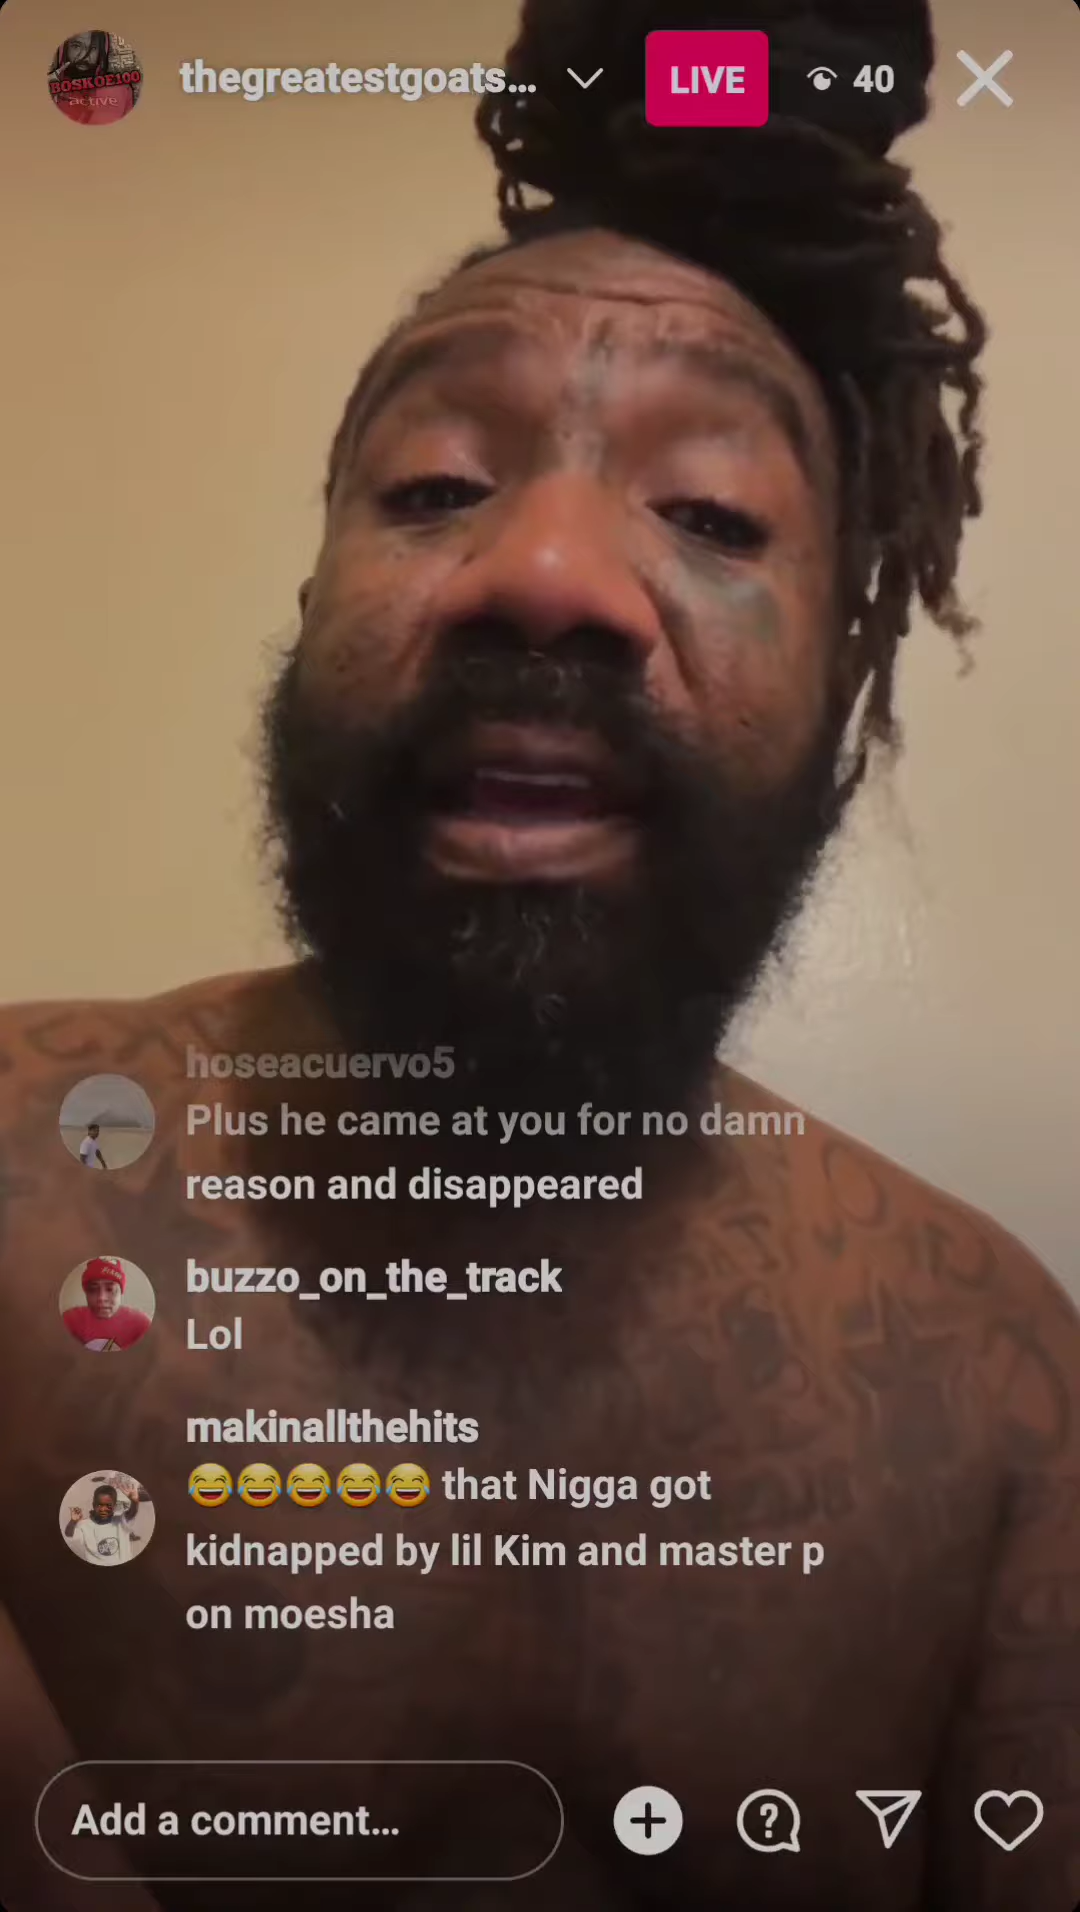 BOSKOE100
active
thegreatestgoats...
LIVE
40
hoseacuervo5
Plus he came at you for no damn
reason and disappeared
buzzo_on_the_track
Lol
makinallthehits
😂😂😂😂😂 that Nigga got
kidnapped by lil Kim and master p
on moesha
Add a comment...